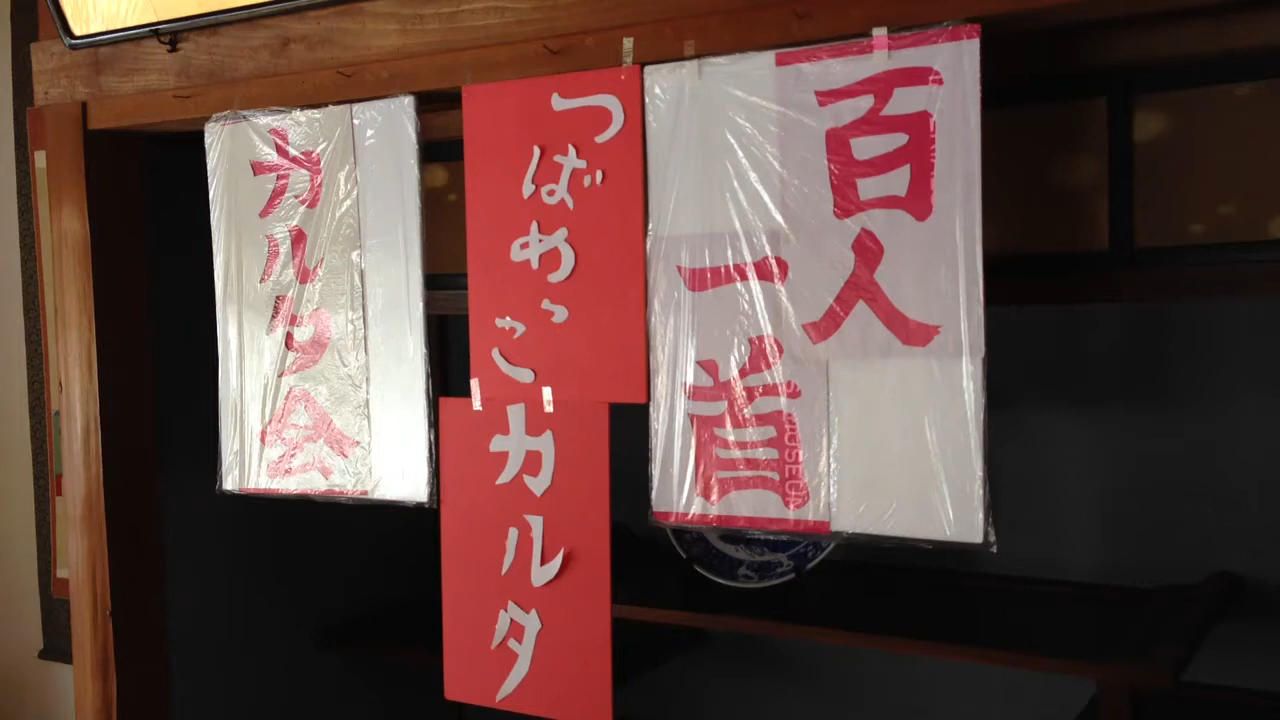 百人
一首
つばめっこ
カルタ
カルタ会